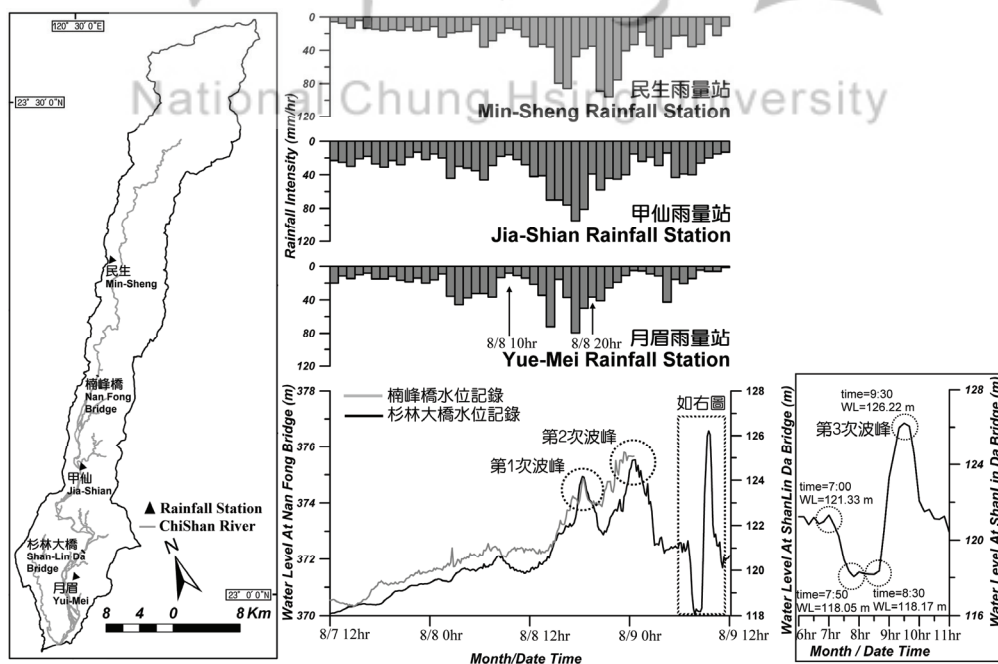 120° 30´ 0"E
23° 30´ 0"N
民生
Min-Sheng
楠峰橋
Nan Fong
Bridge
甲仙
Jia-Shian
▲ Rainfall Station
ChiShan River
杉林大橋
Shan-Lin Da
Bridge
月眉
Yui-Mei
N
23° 0´ 0"N
8 4 0 8 Km
National Chung Hsing University
Rainfall Intensity (mm/hr)
0
40
80
120
民生雨量站
Min-Sheng Rainfall Station
0
40
80
120
甲仙雨量站
Jia-Shian Rainfall Station
0
40
80
120
8/8 10hr
8/8 20hr
月眉雨量站
Yue-Mei Rainfall Station
Water Level At Nan Fong Bridge (m)
378
376
374
372
370
楠峰橋水位記錄
杉林大橋水位記錄
第1次波峰
第2次波峰
如右圖
128
126
124
122
120
118
Water Level At ShanLin Da Bridge (m)
8/7 12hr
8/8 0hr
8/8 12hr
8/9 0hr
8/9 12hr
Month/Date Time
time=9:30
WL=126.22 m
第3次波峰
time=7:00
WL=121.33 m
time=7:50
WL=118.05 m
time=8:30
WL=118.17 m
128
124
120
116
Water Level At ShanLin Da Bridge (m)
6hr 7hr 8hr 9hr 10hr 11hr
Month / Date Time